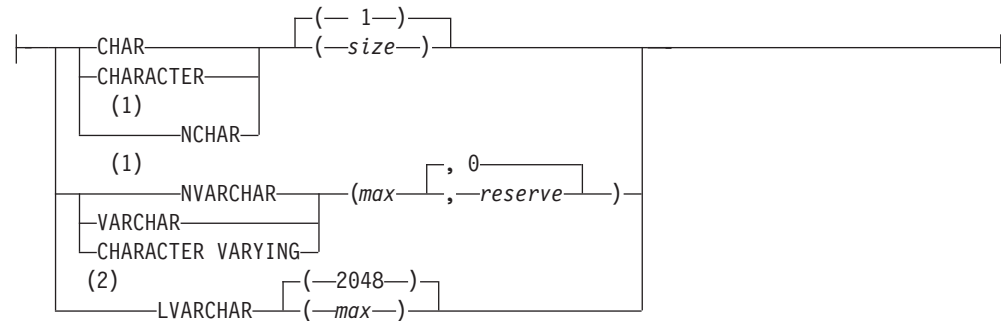 ( 1 )
CHAR ( size )
CHARACTER
(1)
NCHAR
(1) , 0
NVARCHAR (max , reserve )
VARCHAR
CHARACTER VARYING
(2) ( 2048 )
LVARCHAR ( max )